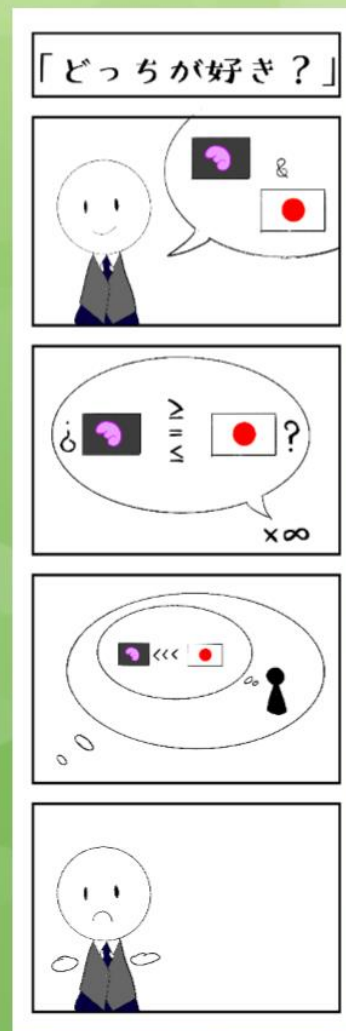 「どっちが好き？」
&
¿ ≥ = ≤ ?
×∞
<<<